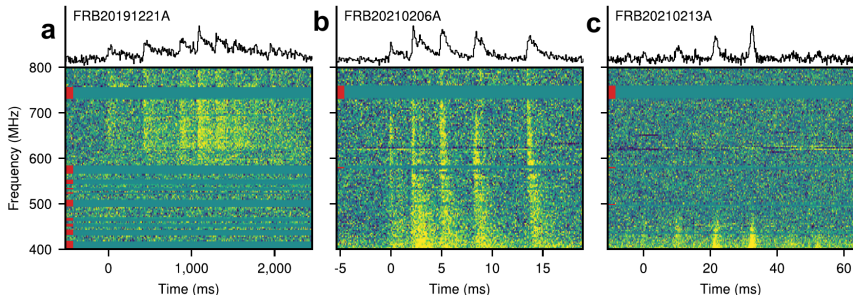 a FRB20191221A
b FRB20210206A
c FRB20210213A
800
700
600
500
400
Frequency (MHz)
0 1,000 2,000
-5 0 5 10 15
0 20 40 60
Time (ms) Time (ms) Time (ms)